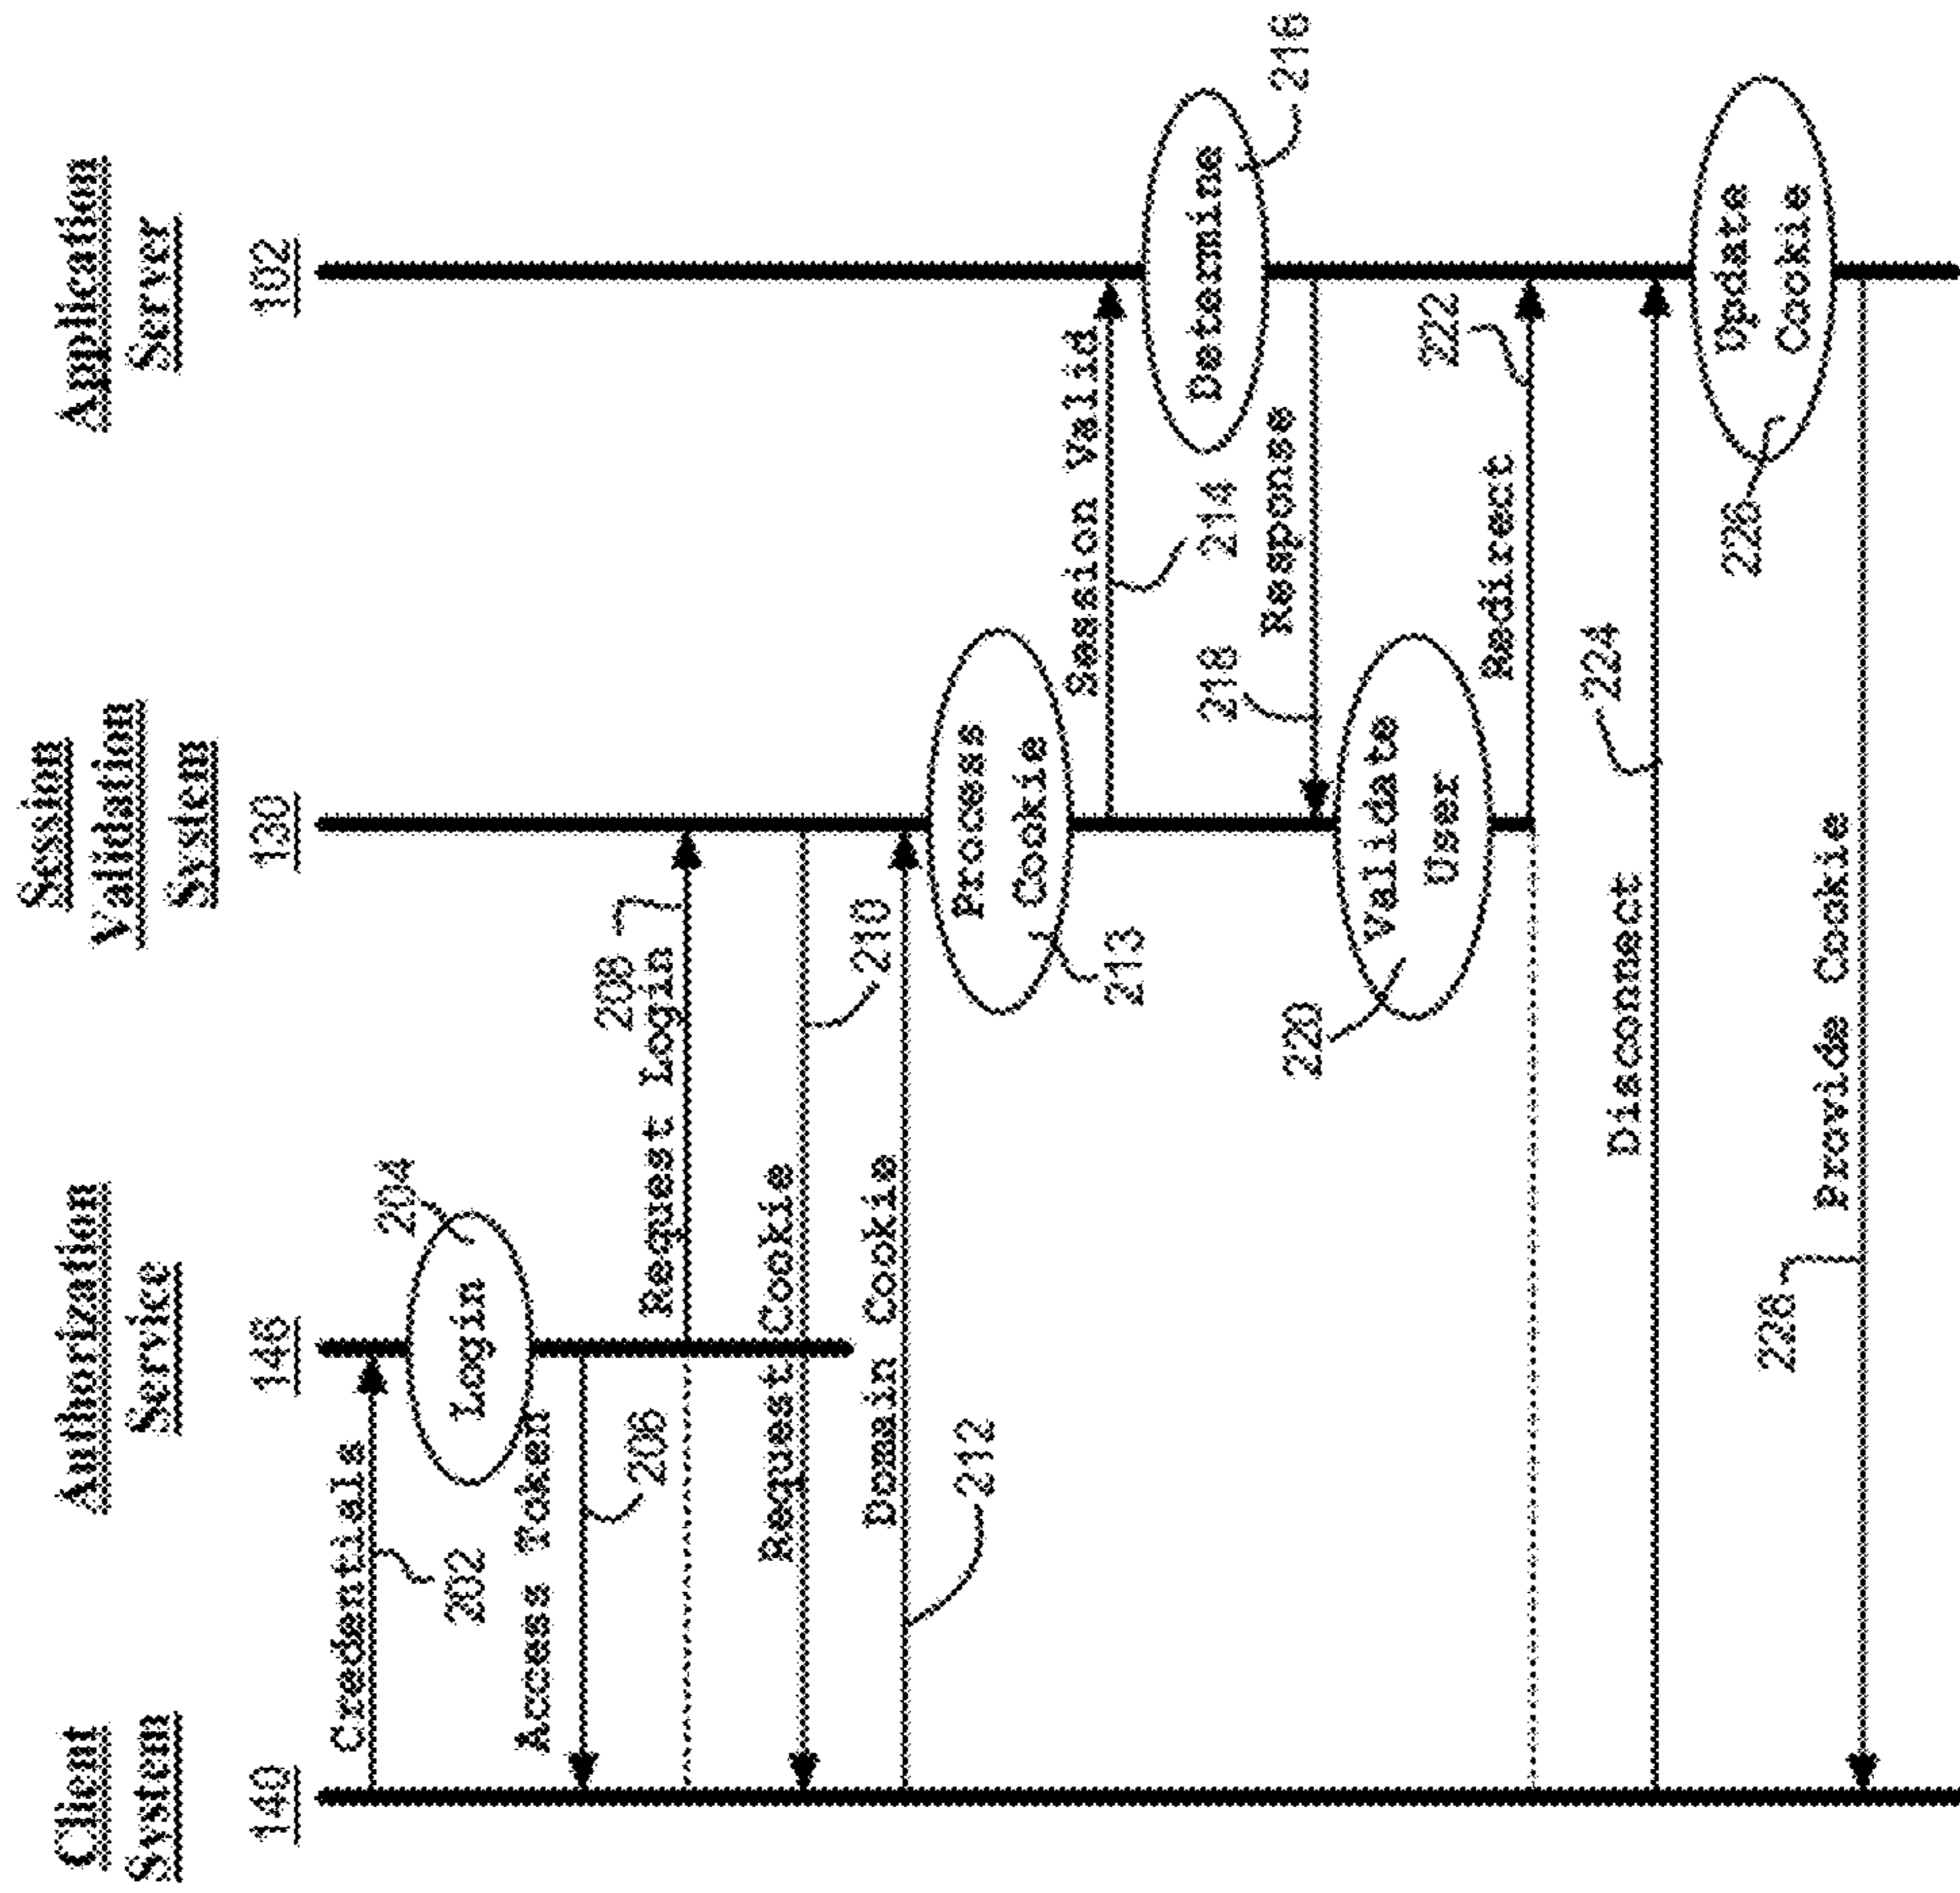 Client
System
140
Authorization
Service
146
Session
Validation
System
130
Application
Server
102
Credentials
202
Login
204
Access Token
206
Request Login
208
Request Cookie
210
Domain Cookie
212
Process
Cookie
213
Session Valid
214
Determine
216
Response
218
Validate
User
220
Redirect
222
Disconnect
224
Update
Cookie
226
Provide Cookie
228